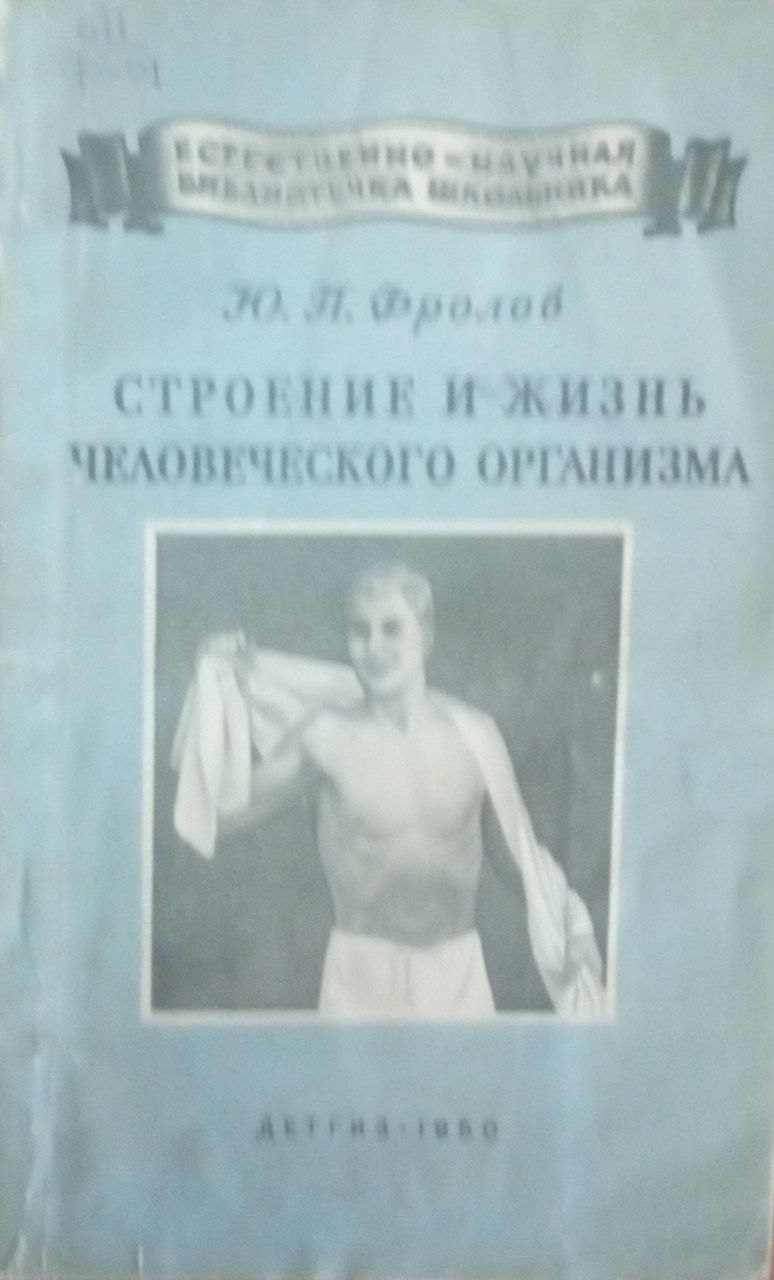 ЕСТЕСТВЕННО-НАУЧНАЯ
БИБЛИОТЕЧКА ШКОЛЬНИКА
Ю. П. Фролов
СТРОЕНИЕ И ЖИЗНЬ
ЧЕЛОВЕЧЕСКОГО ОРГАНИЗМА
ДЕТГИЗ·1950